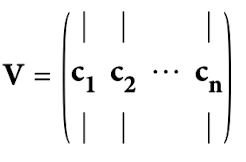 V = ( | | |
c₁ c₂ ⋯ cₙ
| | | )